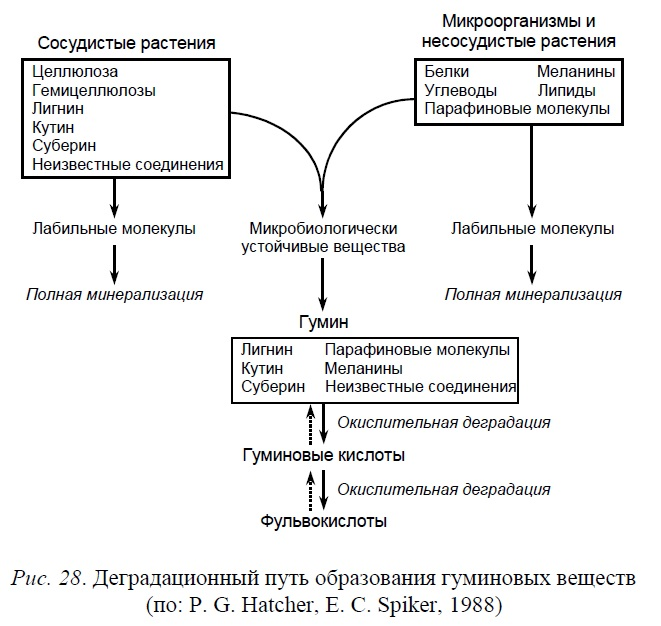 Сосудистые растения
Целлюлоза
Гемицеллюлозы
Лигнин
Кутин
Суберин
Неизвестные соединения
Микроорганизмы и
несосудистые растения
Белки Меланины
Углеводы Липиды
Парафиновые молекулы
Лабильные молекулы
Полная минерализация
Микробиологически
устойчивые вещества
Лабильные молекулы
Полная минерализация
Гумин
Лигнин Парафиновые молекулы
Кутин Меланины
Суберин Неизвестные соединения
Окислительная деградация
Гуминовые кислоты
Окислительная деградация
Фульвокислоты
Рис. 28. Деградационный путь образования гуминовых веществ
(по: P. G. Hatcher, E. C. Spiker, 1988)